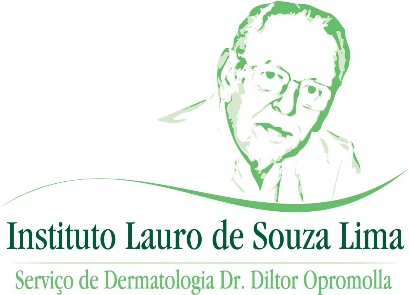 Instituto Lauro de Souza Lima
Serviço de Dermatologia Dr. Diltor Opromolla